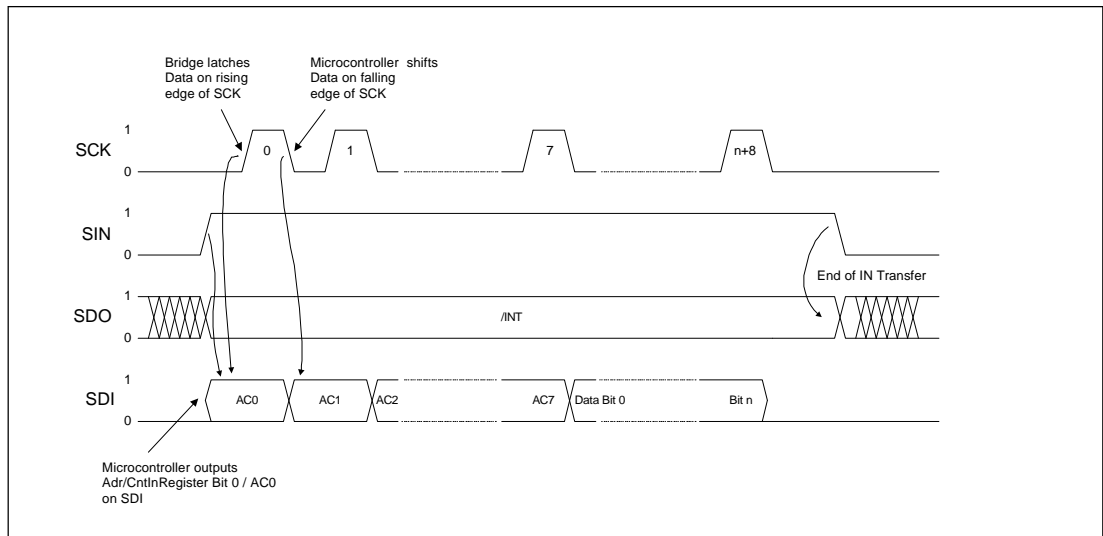 Bridge latches
Data on rising
edge of SCK
Microcontroller shifts
Data on falling
edge of SCK
1
SCK
0
0
1
7
n+8
1
SIN
0
End of IN Transfer
1
SDO
0
/INT
1
SDI
0
AC0
AC1
AC2
AC7
Data Bit 0
Bit n
Microcontroller outputs
Adr/CntInRegister Bit 0 / AC0
on SDI